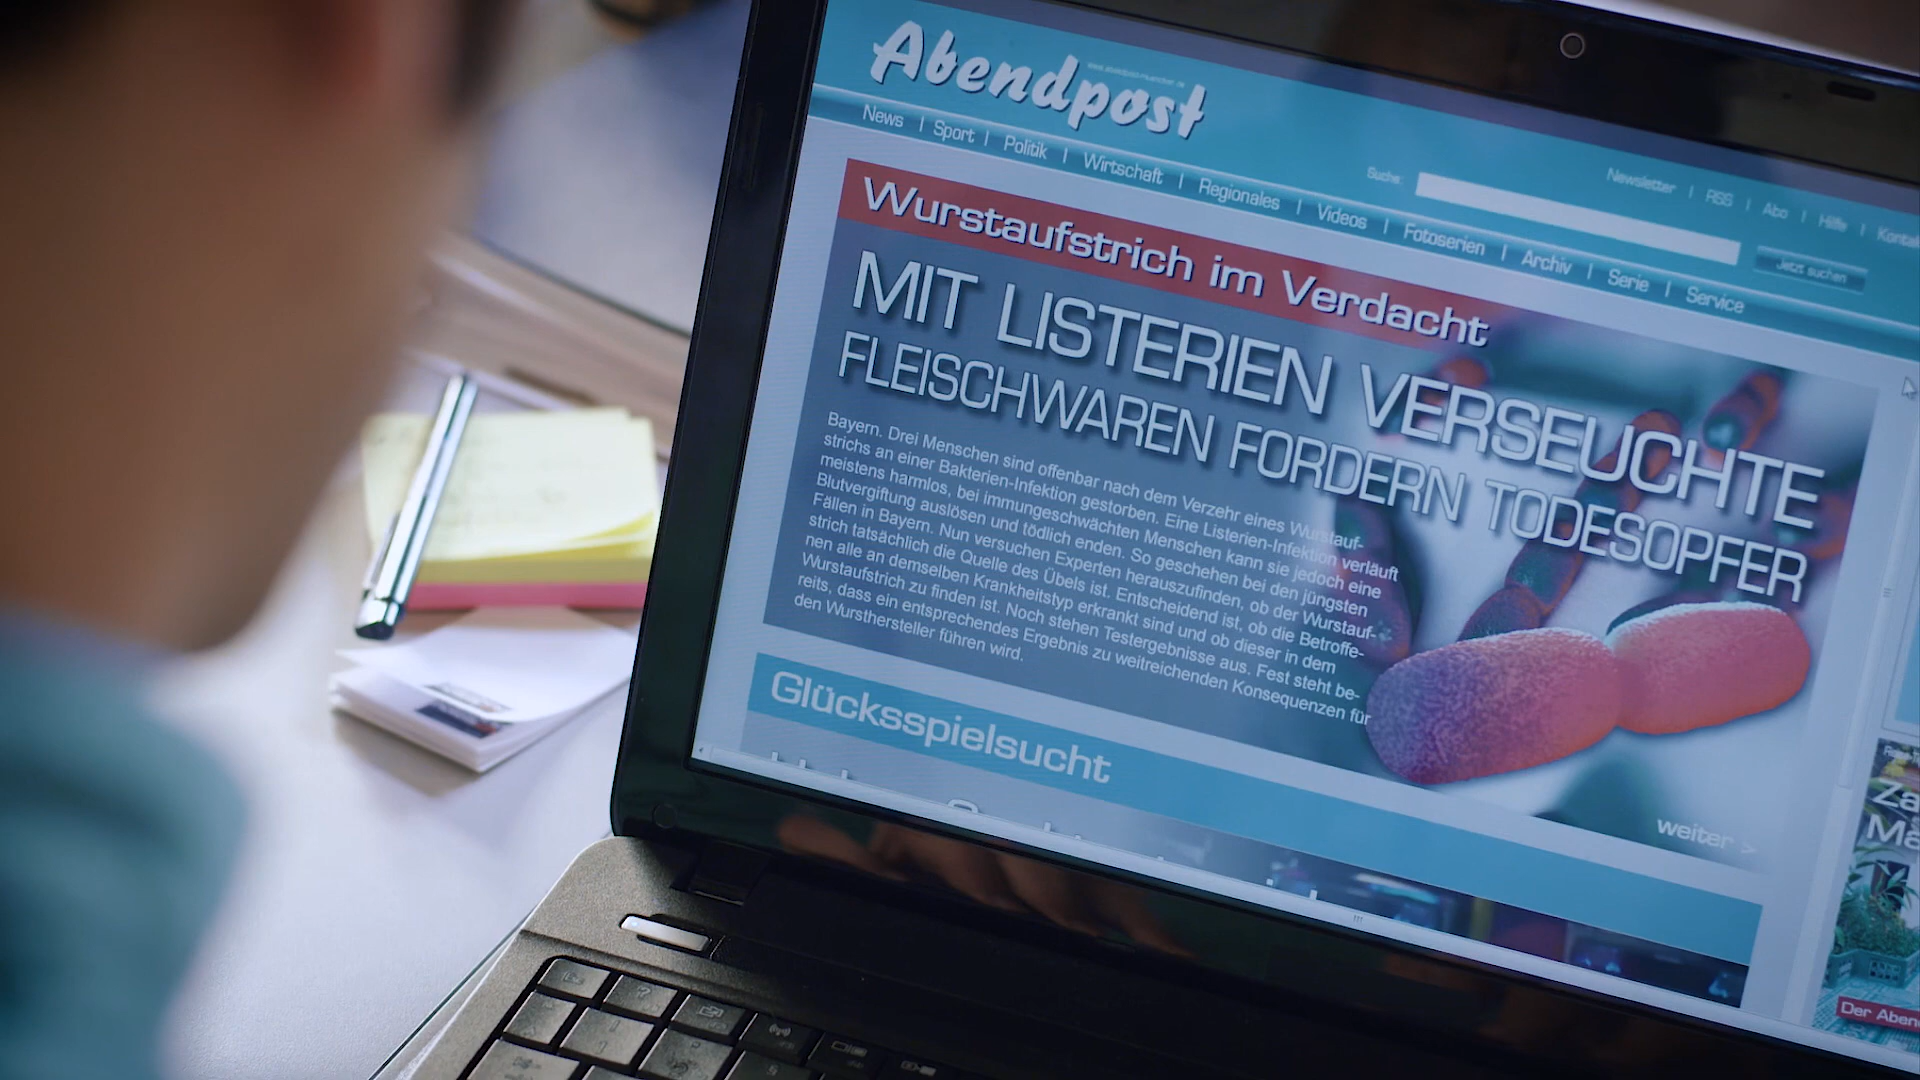 Abendpost
News | Sport | Politik | Wirtschaft | Regionales | Videos | Fotoserien | Archiv | Serie | Service
Suche:
Newsletter | RSS | Abo | Hilfe |
Jetzt suchen
Wurstaufstrich im Verdacht
MIT LISTERIEN VERSEUCHTE
FLEISCHWAREN FORDERN TODESOPFER
Bayern. Drei Menschen sind offenbar nach dem Verzehr eines Wurstauf-
strichs an einer Bakterien-Infektion gestorben. Eine Listerien-Infektion verläuft
meistens harmlos, bei immungeschwächten Menschen kann sie jedoch eine
Blutvergiftung auslösen und tödlich enden. So geschehen bei den jüngsten
Fällen in Bayern. Nun versuchen Experten herauszufinden, ob der Wurstauf-
strich tatsächlich die Quelle des Übels ist. Entscheidend ist, ob die Betroffe-
nen alle an demselben Krankheitstyp erkrankt sind und ob dieser in dem
Wurstaufstrich zu finden ist. Noch stehen Testergebnisse aus. Fest steht be-
reits, dass ein entsprechendes Ergebnis zu weitreichenden Konsequenzen für
den Wursthersteller führen wird.
weiter >
Glücksspielsucht
Der